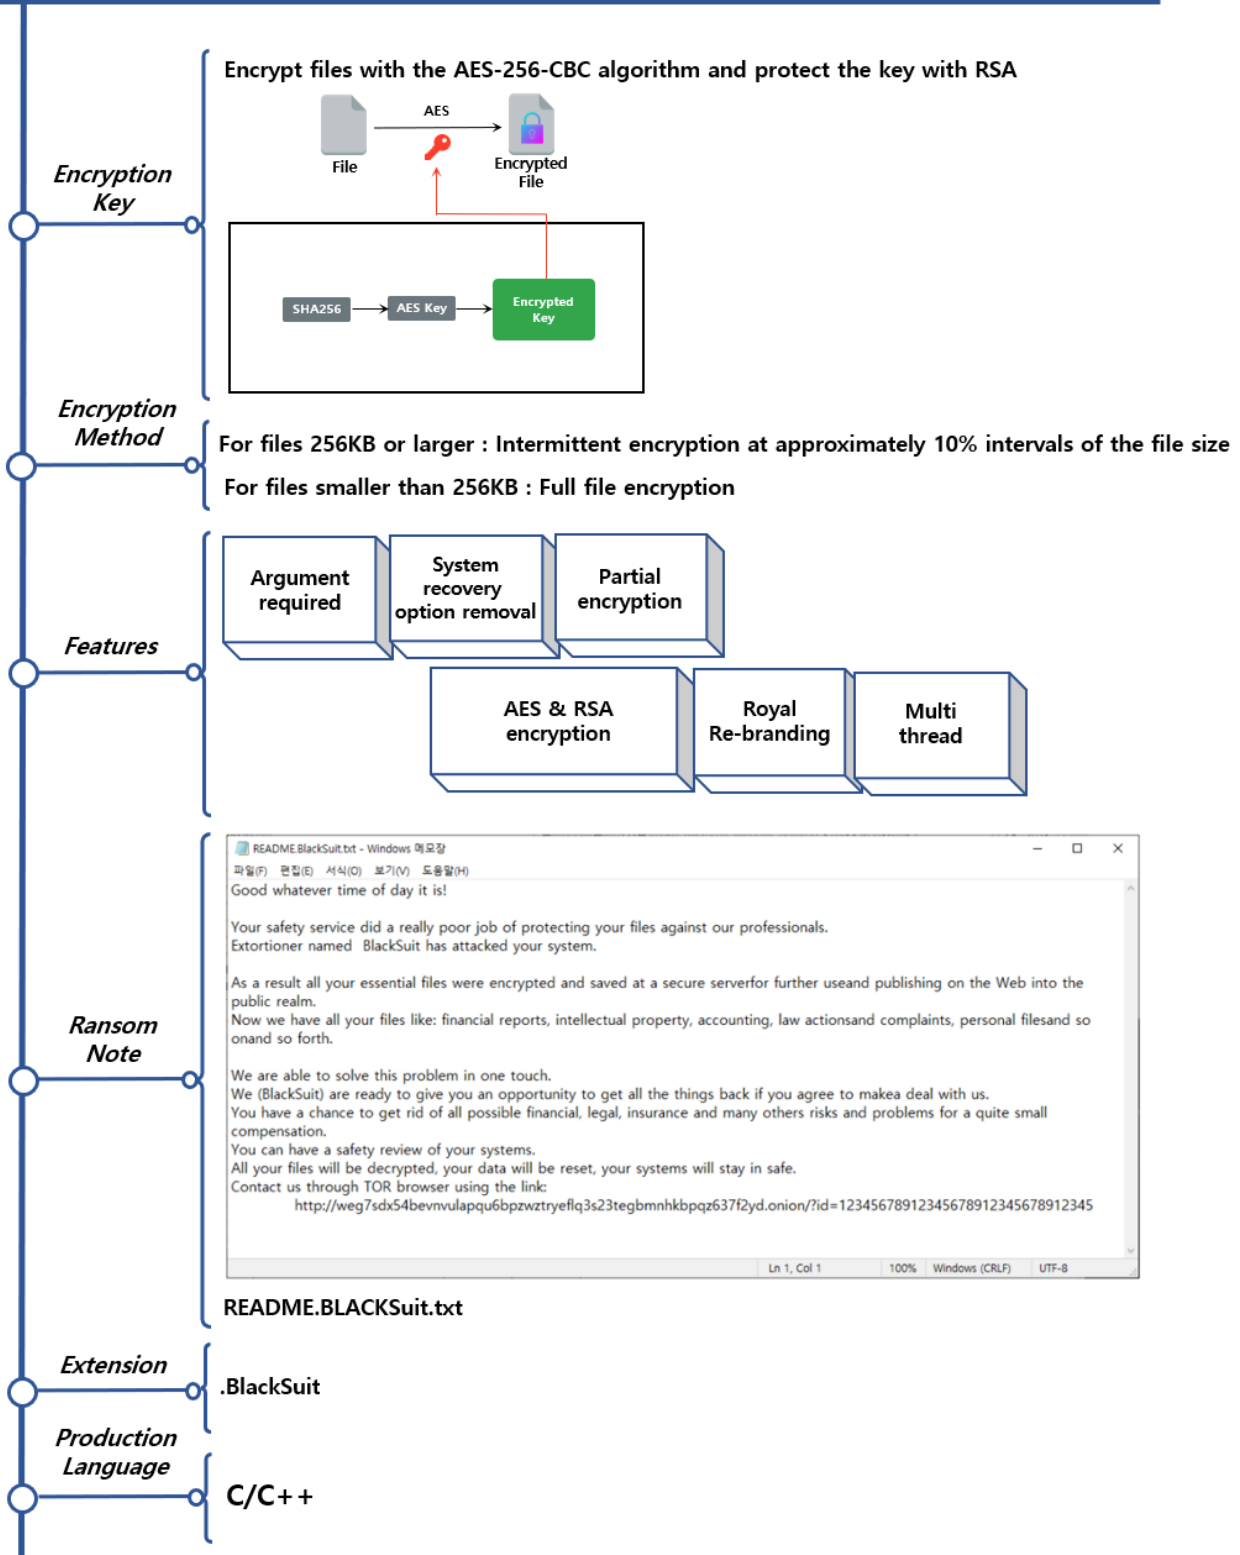 Encrypt files with the AES-256-CBC algorithm and protect the key with RSA
AES
File
Encrypted
File
Encryption
Key
SHA256
AES Key
Encrypted
Key
Encryption
Method
For files 256KB or larger : Intermittent encryption at approximately 10% intervals of the file size
For files smaller than 256KB : Full file encryption
Features
Argument
required
System
recovery
option removal
Partial
encryption
AES & RSA
encryption
Royal
Re-branding
Multi
thread
Ransom
Note
README.BlackSuit.txt - Windows 메모장
파일(F) 편집(E) 서식(O) 보기(V) 도움말(H)
Good whatever time of day it is!
Your safety service did a really poor job of protecting your files against our professionals.
Extortioner named  BlackSuit has attacked your system.
As a result all your essential files were encrypted and saved at a secure serverfor further useand publishing on the Web into the
public realm.
Now we have all your files like: financial reports, intellectual property, accounting, law actionsand complaints, personal filesand so
onand so forth.
We are able to solve this problem in one touch.
We (BlackSuit) are ready to give you an opportunity to get all the things back if you agree to makea deal with us.
You have a chance to get rid of all possible financial, legal, insurance and many others risks and problems for a quite small
compensation.
You can have a safety review of your systems.
All your files will be decrypted, your data will be reset, your systems will stay in safe.
Contact us through TOR browser using the link:
http://weg7sdx54bevnvulapqu6bpzwztryeflq3s23tegbmnhkbpqz637f2yd.onion/?id=12345678912345678912345678912345
Ln 1, Col 1
100%
Windows (CRLF)
UTF-8
README.BLACKSuit.txt
Extension
.BlackSuit
Production
Language
C/C++